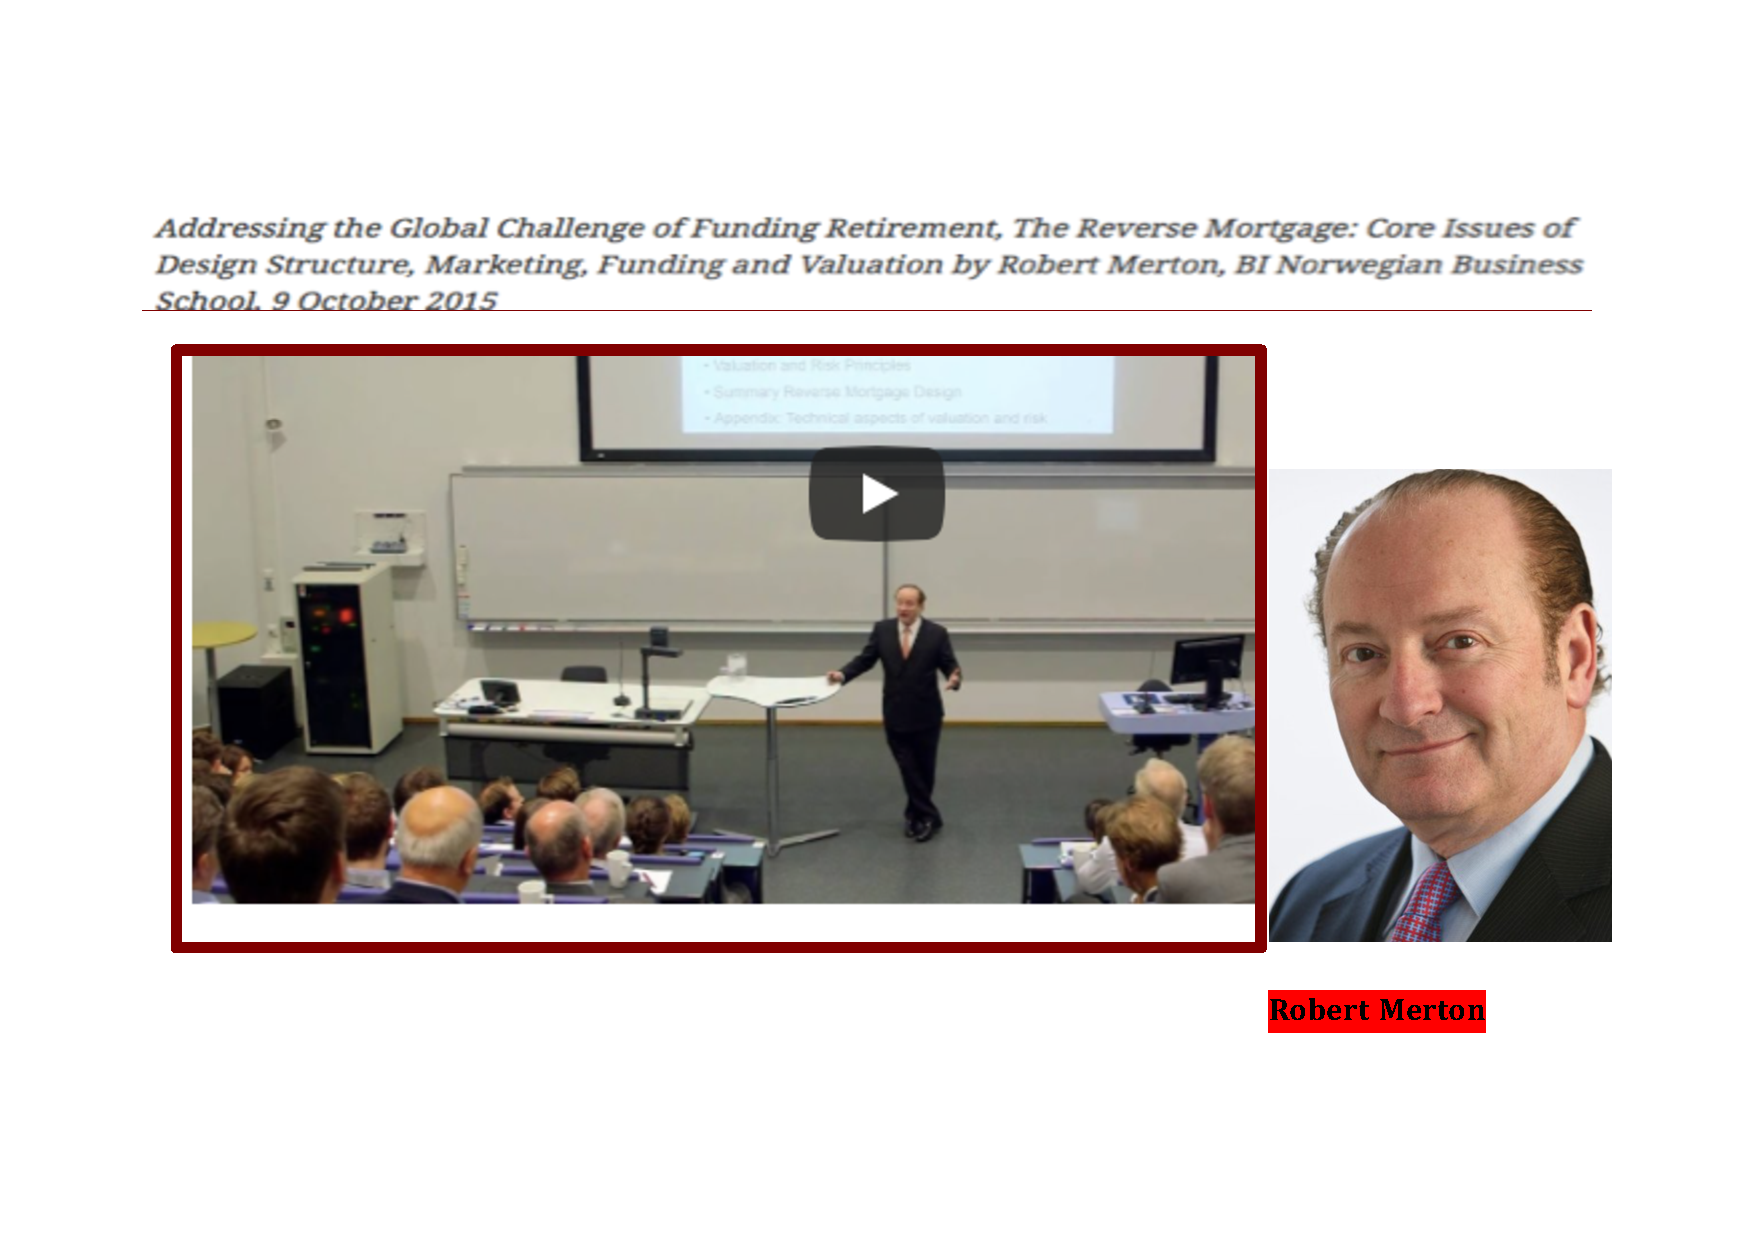 Addressing the Global Challenge of Funding Retirement, The Reverse Mortgage: Core Issues of
Design Structure, Marketing, Funding and Valuation by Robert Merton, BI Norwegian Business
School, 9 October 2015
• Valuation and Risk Principles
• Summary Reverse Mortgage Design
• Appendix: Technical aspects of valuation and risk
Robert Merton